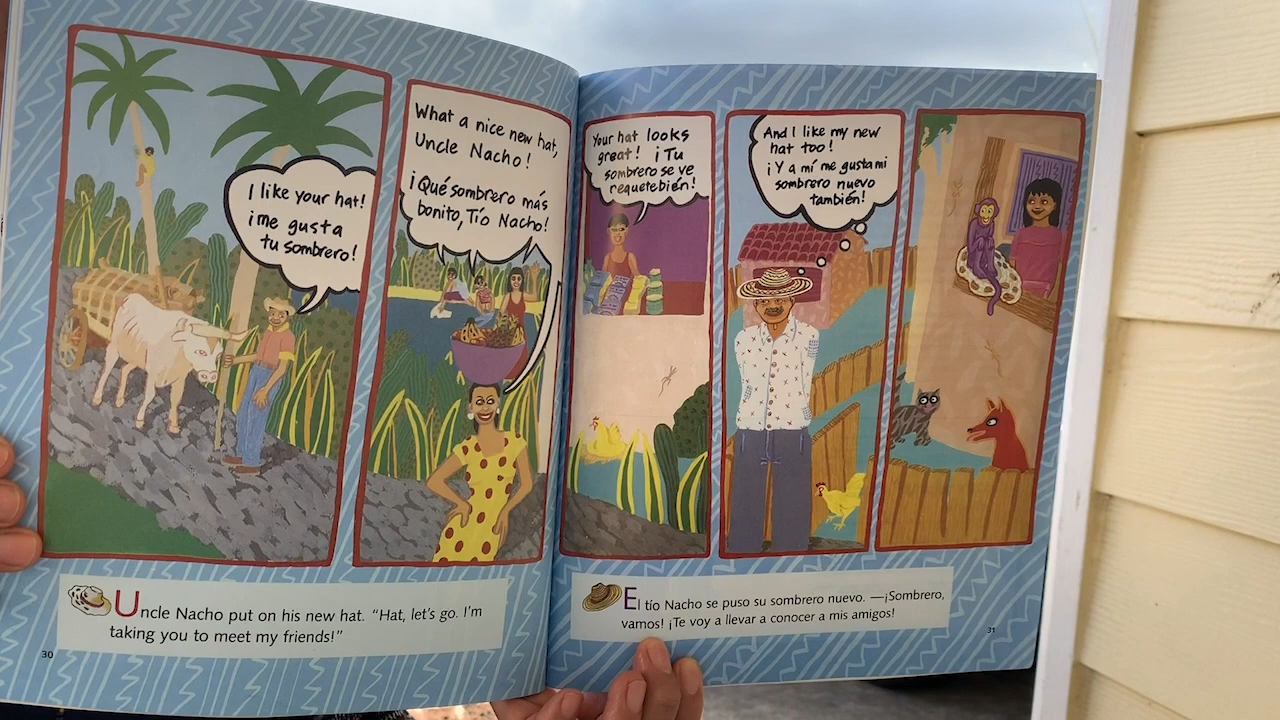 I like your hat!
¡me gusta
tu sombrero!
What a nice new hat,
Uncle Nacho!
¡Qué sombrero más
bonito, Tío Nacho!
Uncle Nacho put on his new hat. “Hat, let’s go. I’m
taking you to meet my friends!”
30
Your hat looks
great! ¡Tu
sombrero se ve
requetebién!
And I like my new
hat too!
¡Y a mí me gusta mi
sombrero nuevo
también!
El tío Nacho se puso su sombrero nuevo. —¡Sombrero,
vamos! ¡Te voy a llevar a conocer a mis amigos!
31